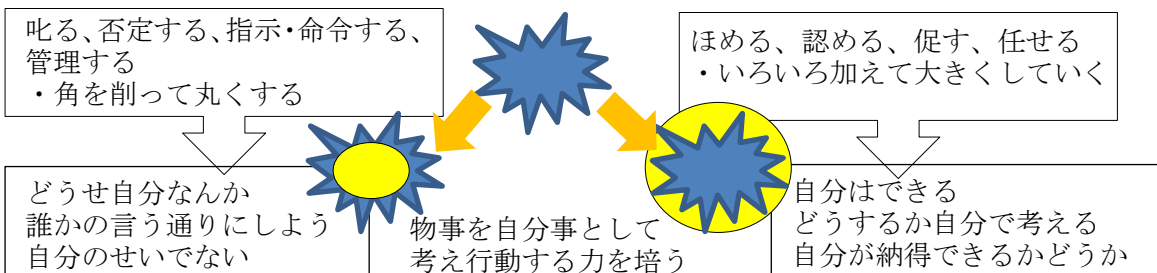 叱る、否定する、指示・命令する、
管理する
・角を削って丸くする
ほめる、認める、促す、任せる
・いろいろ加えて大きくしていく
どうせ自分なんか
誰かの言う通りにしよう
自分のせいでない
物事を自分事として
考え行動する力を培う
自分はできる
どうするか自分で考える
自分が納得できるかどうか